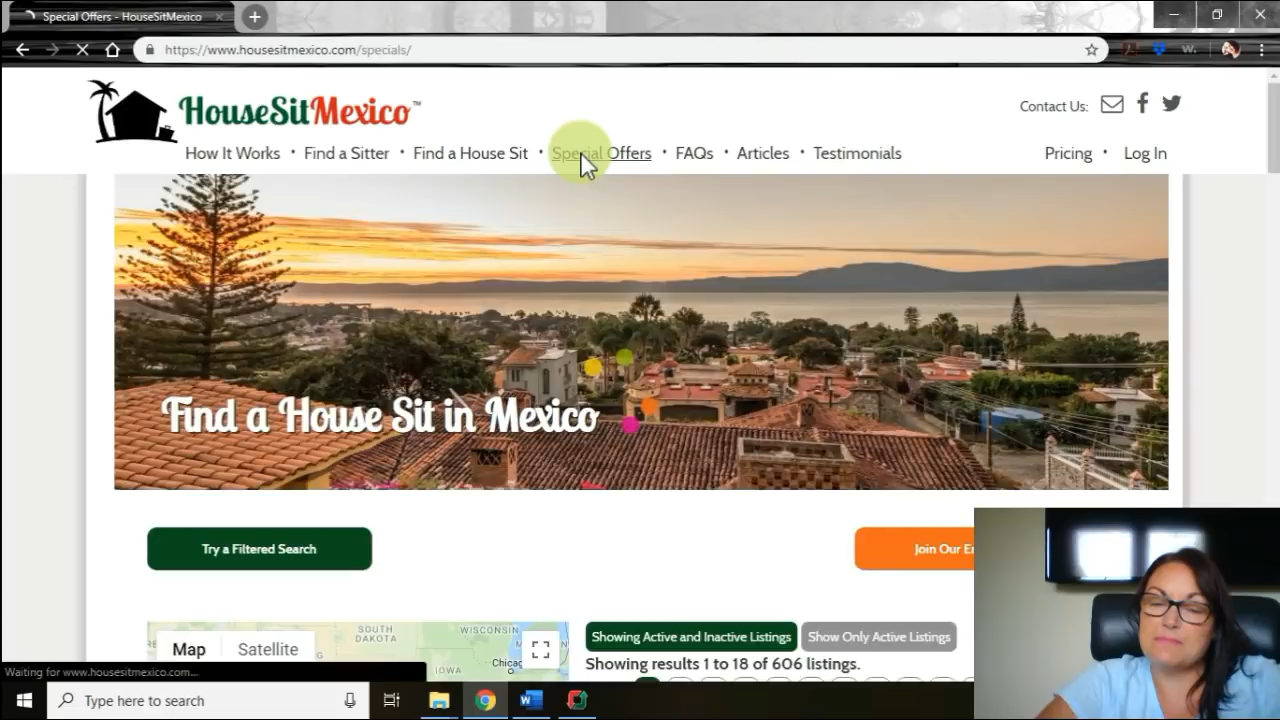 Special Offers - HouseSitMexico
https://www.housesitmexico.com/specials/
HouseSitMexico™
Contact Us:
How It Works • Find a Sitter • Find a House Sit • Special Offers • FAQs • Articles • Testimonials
Pricing • Log In
Find a House Sit in Mexico
Try a Filtered Search
Join Our E
Map
Satellite
SOUTH DAKOTA
WISCONSIN
IOWA
Chicag
Showing Active and Inactive Listings
Show Only Active Listings
Showing results 1 to 18 of 606 listings.
Waiting for www.housesitmexico.com...
Type here to search